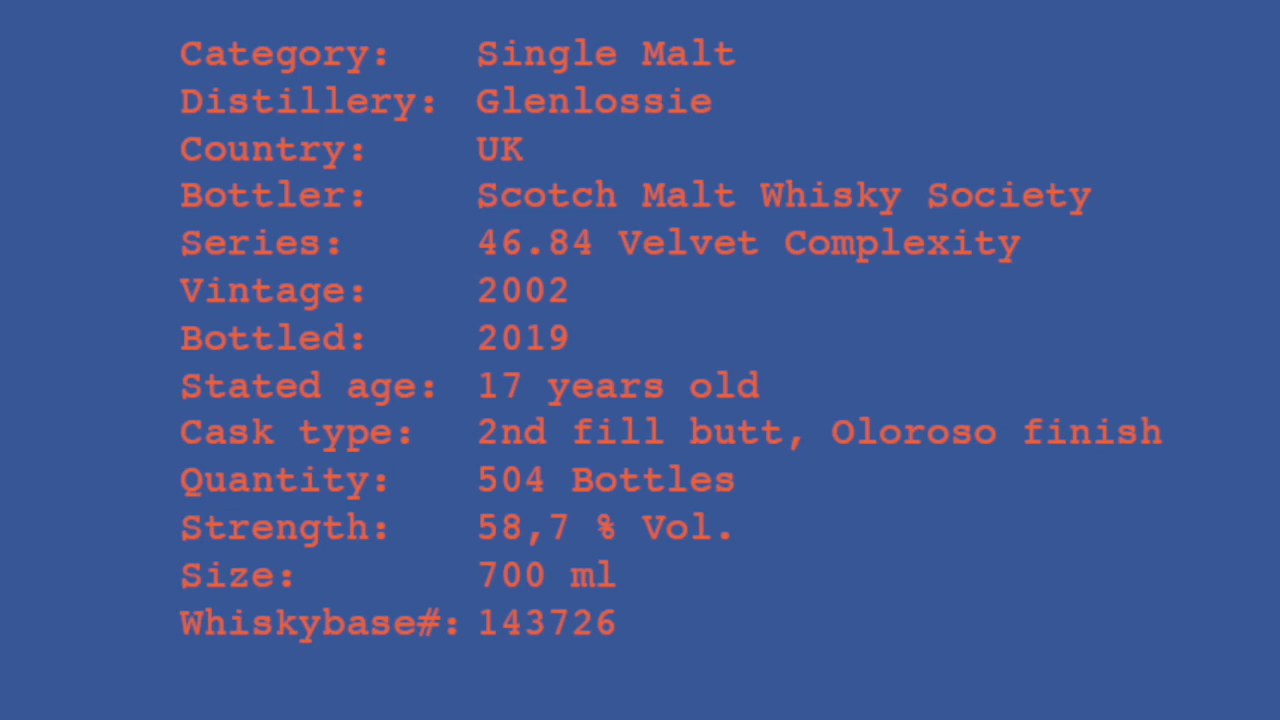 Category: Single Malt
Distillery: Glenlossie
Country: UK
Bottler: Scotch Malt Whisky Society
Series: 46.84 Velvet Complexity
Vintage: 2002
Bottled: 2019
Stated age: 17 years old
Cask type: 2nd fill butt, Oloroso finish
Quantity: 504 Bottles
Strength: 58,7 % Vol.
Size: 700 ml
Whiskybase#: 143726